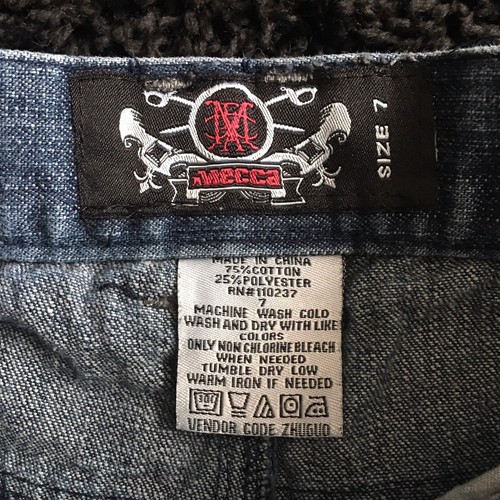 Mecca
SIZE 7
MADE IN CHINA
75%COTTON
25%POLYESTER
RN#110237
7
MACHINE WASH COLD
WASH AND DRY WITH LIKE
COLORS
ONLY NON CHLORINE BLEACH
WHEN NEEDED
TUMBLE DRY LOW
WARM IRON IF NEEDED
VENDOR CODE ZHUGUO